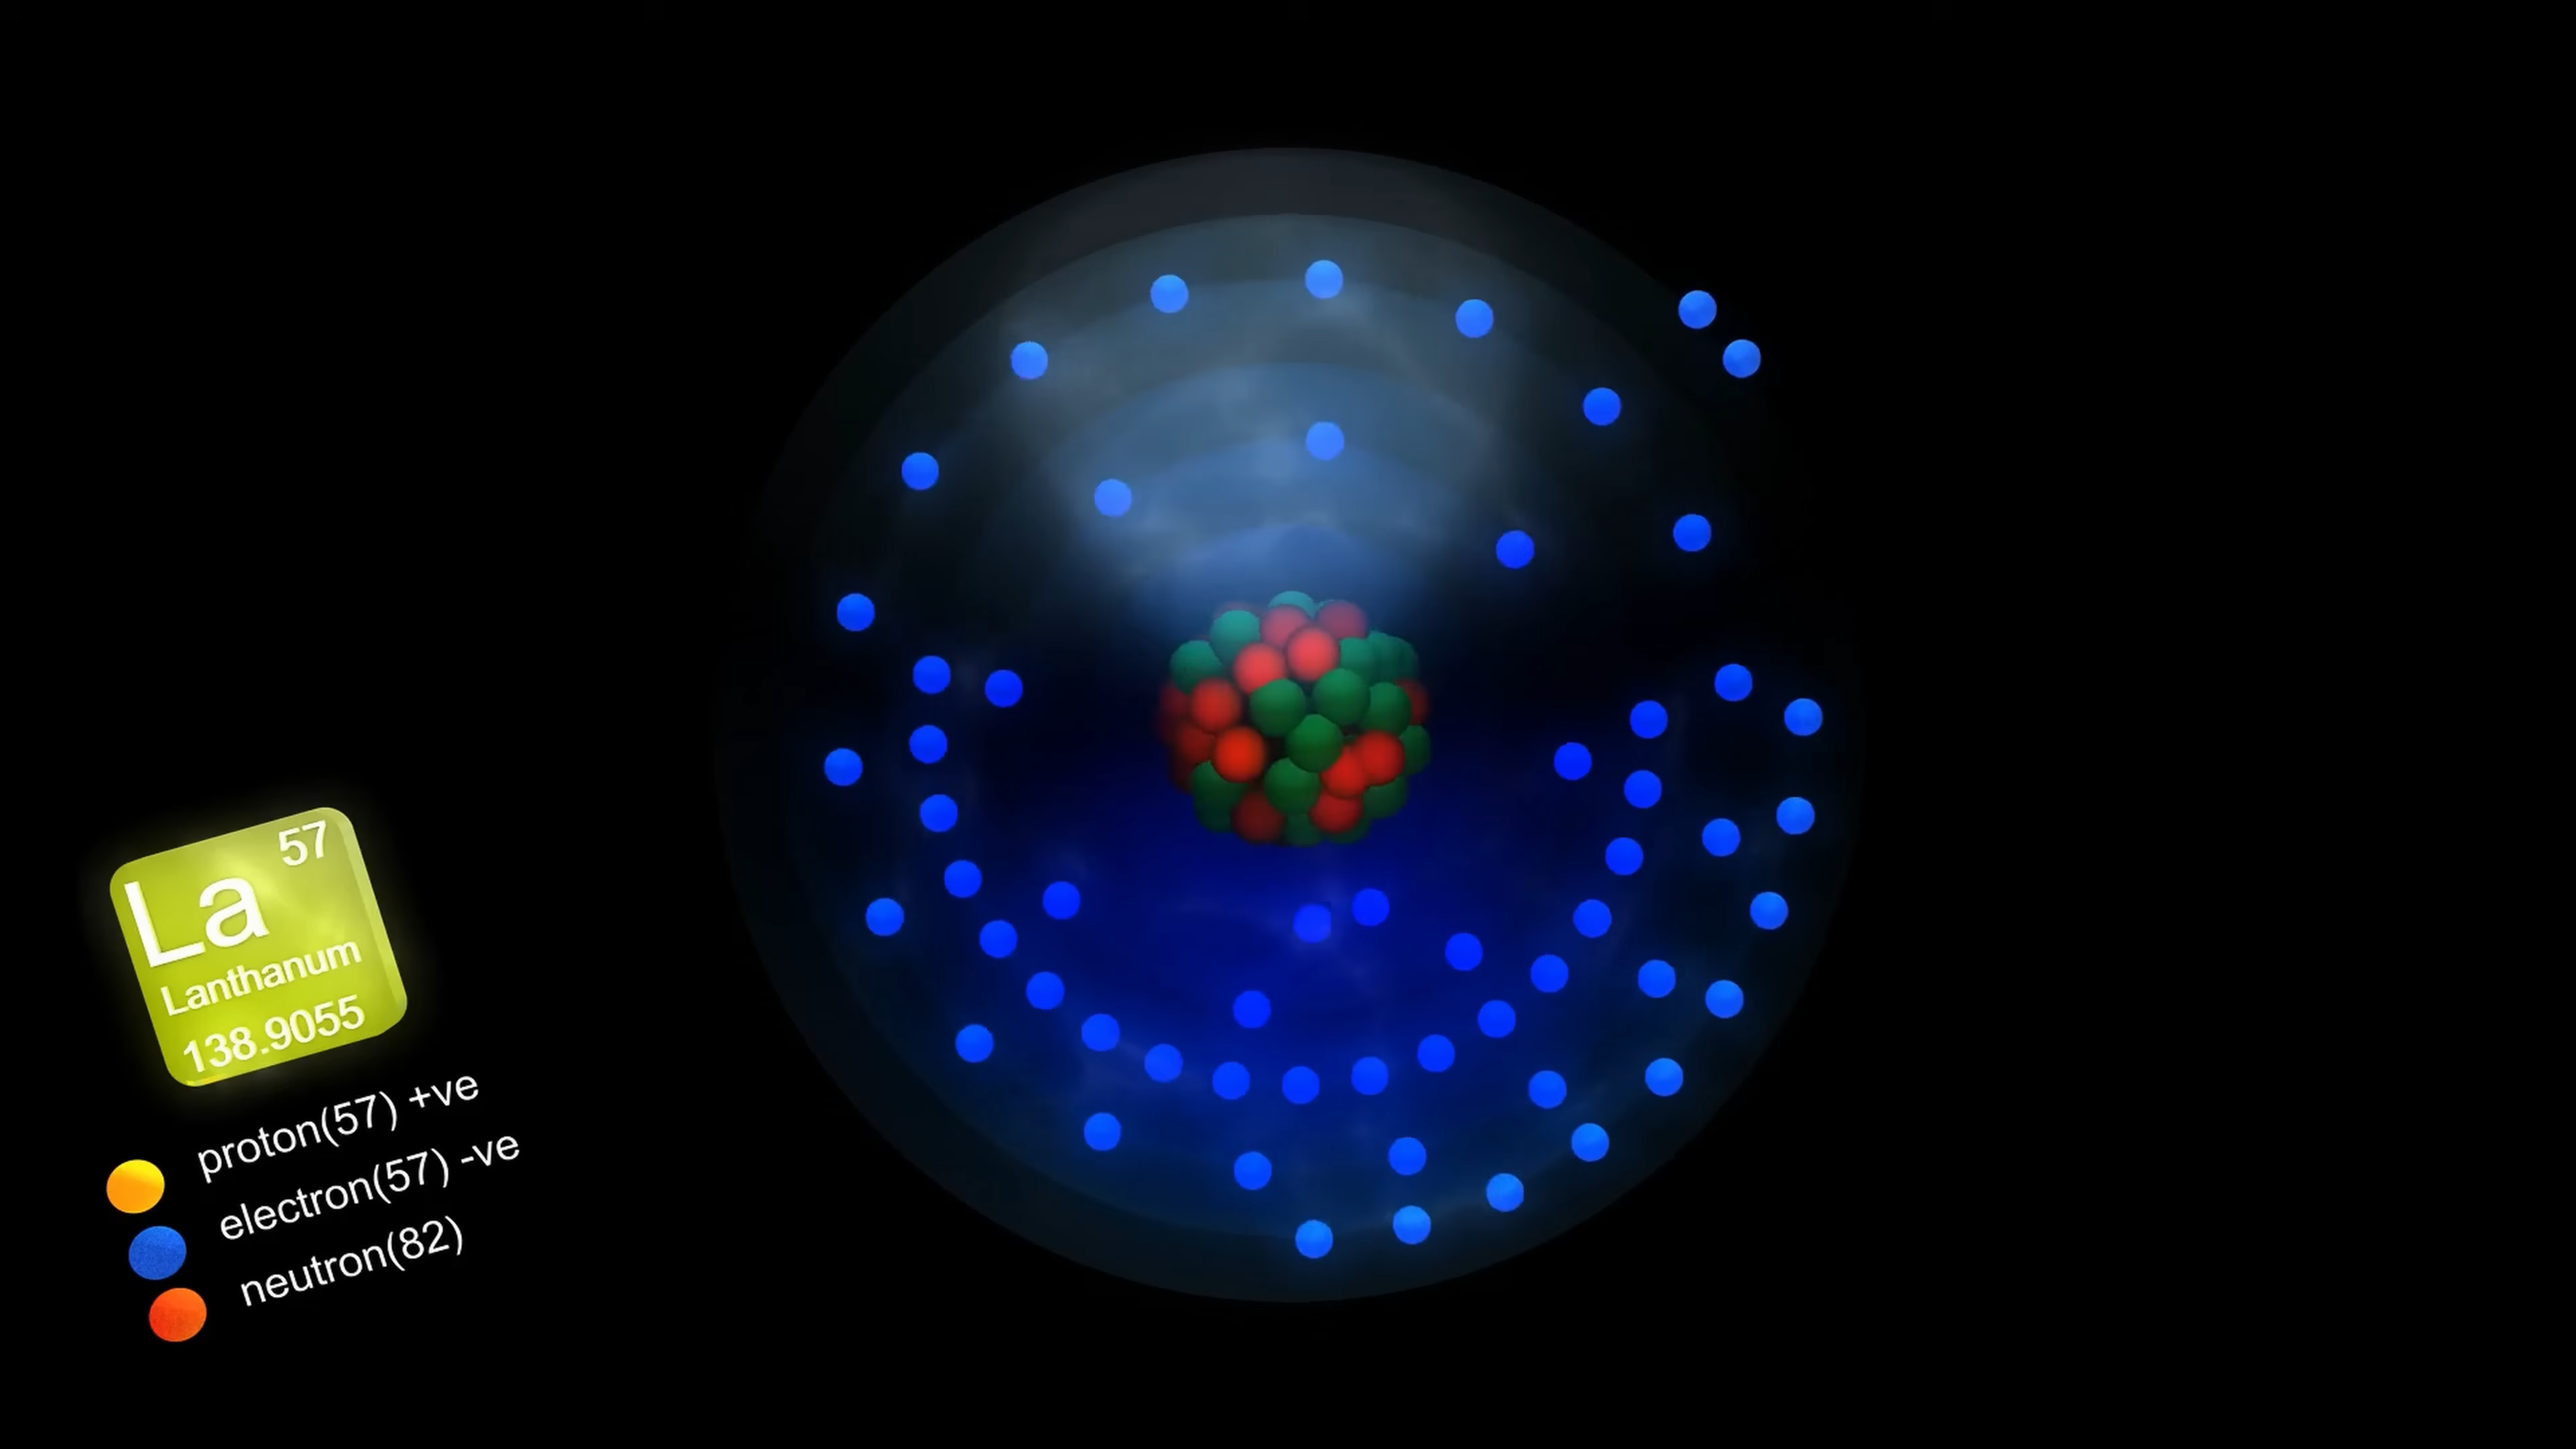 57
La
Lanthanum
138.9055
proton(57) +ve
electron(57) -ve
neutron(82)